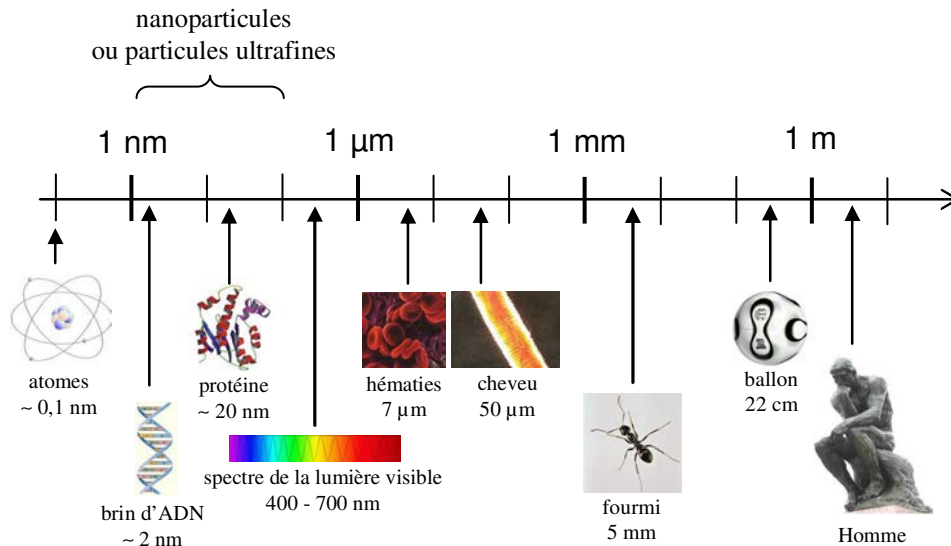 nanoparticules
ou particules ultrafines
1 nm
1 µm
1 mm
1 m
atomes
~ 0,1 nm
brin d’ADN
~ 2 nm
protéine
~ 20 nm
spectre de la lumière visible
400 - 700 nm
hématies
7 µm
cheveu
50 µm
fourmi
5 mm
ballon
22 cm
Homme